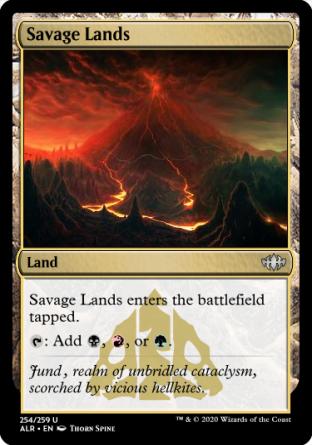 Savage Lands
Land
Savage Lands enters the battlefield
tapped.
: Add , , or .
Jund, realm of unbridled cataclysm,
scorched by vicious hellkites.
254/259 U
ALR • EN Thorn Spine
™ & © 2020 Wizards of the Coast